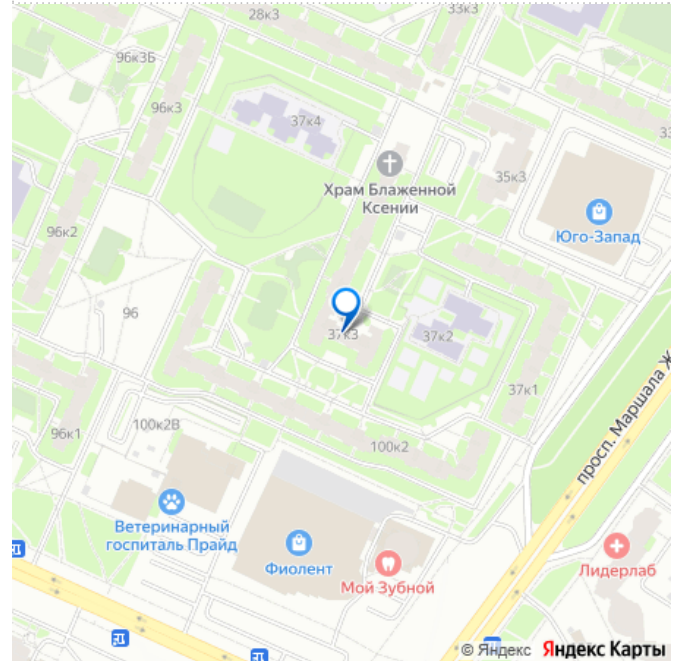 28к3
33к3
96к3Б
96к3
37к4
Храм Блаженной
Ксении
35к3
33
Юго-Запад
96к2
96
37к3
37к2
37к1
просп. Маршала Ж
96к1
100к2В
100к2
Ветеринарный
госпиталь Прайд
Фиолент
Мой Зубной
Лидерлаб
© Яндекс Яндекс Карты